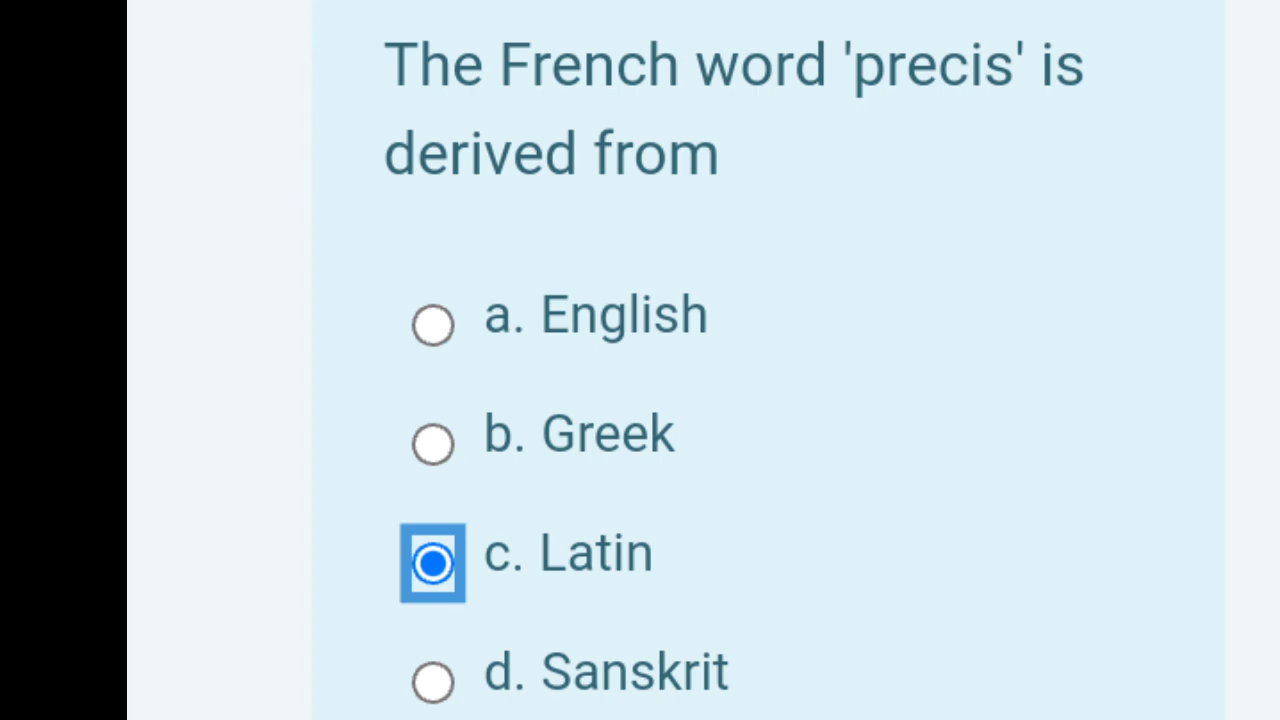 The French word 'precis' is
derived from
a. English
b. Greek
c. Latin
d. Sanskrit